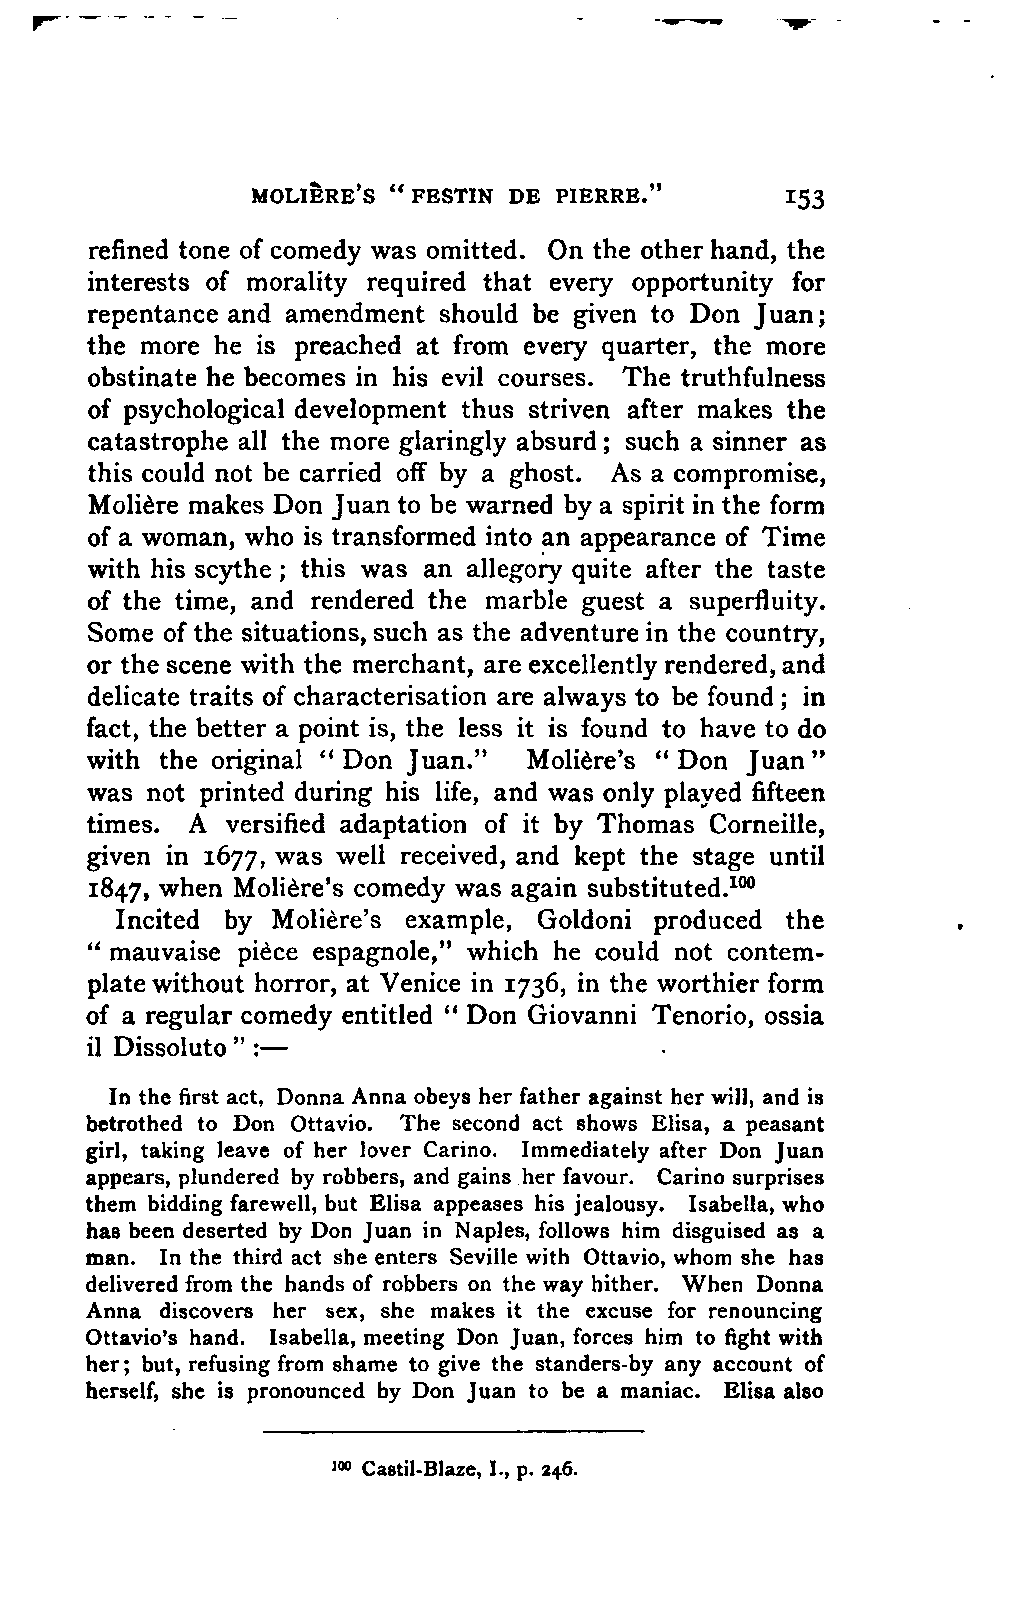 MOLIÈRE'S “ FESTIN DE PIERRE.” 153
refined tone of comedy was omitted. On the other hand, the
interests of morality required that every opportunity for
repentance and amendment should be given to Don Juan;
the more he is preached at from every quarter, the more
obstinate he becomes in his evil courses. The truthfulness
of psychological development thus striven after makes the
catastrophe all the more glaringly absurd; such a sinner as
this could not be carried off by a ghost. As a compromise,
Molière makes Don Juan to be warned by a spirit in the form
of a woman, who is transformed into an appearance of Time
with his scythe; this was an allegory quite after the taste
of the time, and rendered the marble guest a superfluity.
Some of the situations, such as the adventure in the country,
or the scene with the merchant, are excellently rendered, and
delicate traits of characterisation are always to be found; in
fact, the better a point is, the less it is found to have to do
with the original “ Don Juan.” Molière's “ Don Juan ”
was not printed during his life, and was only played fifteen
times. A versified adaptation of it by Thomas Corneille,
given in 1677, was well received, and kept the stage until
1847, when Molière's comedy was again substituted.¹⁰⁰
Incited by Molière's example, Goldoni produced the
“ mauvaise pièce espagnole,” which he could not contem-
plate without horror, at Venice in 1736, in the worthier form
of a regular comedy entitled “ Don Giovanni Tenorio, ossia
il Dissoluto ” :—
In the first act, Donna Anna obeys her father against her will, and is
betrothed to Don Ottavio. The second act shows Elisa, a peasant
girl, taking leave of her lover Carino. Immediately after Don Juan
appears, plundered by robbers, and gains her favour. Carino surprises
them bidding farewell, but Elisa appeases his jealousy. Isabella, who
has been deserted by Don Juan in Naples, follows him disguised as a
man. In the third act she enters Seville with Ottavio, whom she has
delivered from the hands of robbers on the way hither. When Donna
Anna discovers her sex, she makes it the excuse for renouncing
Ottavio's hand. Isabella, meeting Don Juan, forces him to fight with
her; but, refusing from shame to give the standers-by any account of
herself, she is pronounced by Don Juan to be a maniac. Elisa also
¹⁰⁰ Castil-Blaze, I., p. 246.